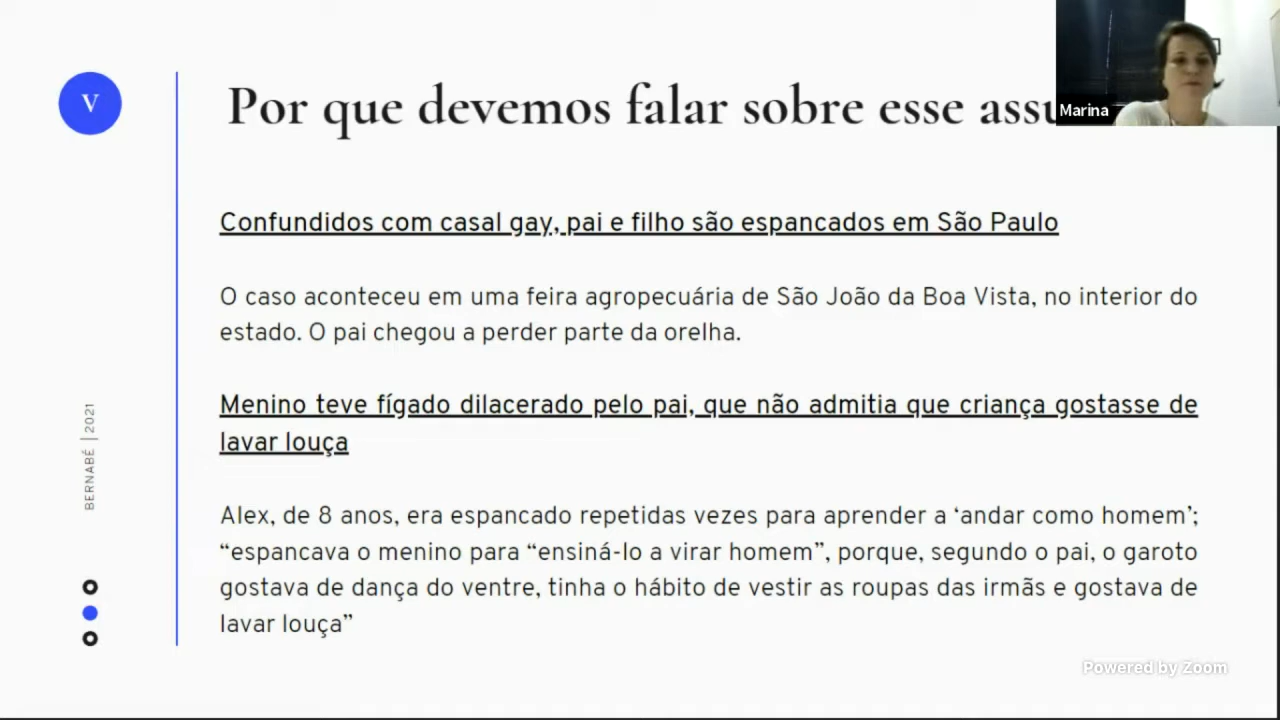 V
Por que devemos falar sobre esse assu
Marina
Confundidos com casal gay, pai e filho são espancados em São Paulo
O caso aconteceu em uma feira agropecuária de São João da Boa Vista, no interior do
estado. O pai chegou a perder parte da orelha.
Menino teve fígado dilacerado pelo pai, que não admitia que criança gostasse de
lavar louça
Alex, de 8 anos, era espancado repetidas vezes para aprender a ‘andar como homem’;
“espancava o menino para “ensiná-lo a virar homem”, porque, segundo o pai, o garoto
gostava de dança do ventre, tinha o hábito de vestir as roupas das irmãs e gostava de
lavar louça”
BERNABÉ | 2021
Powered by Zoom